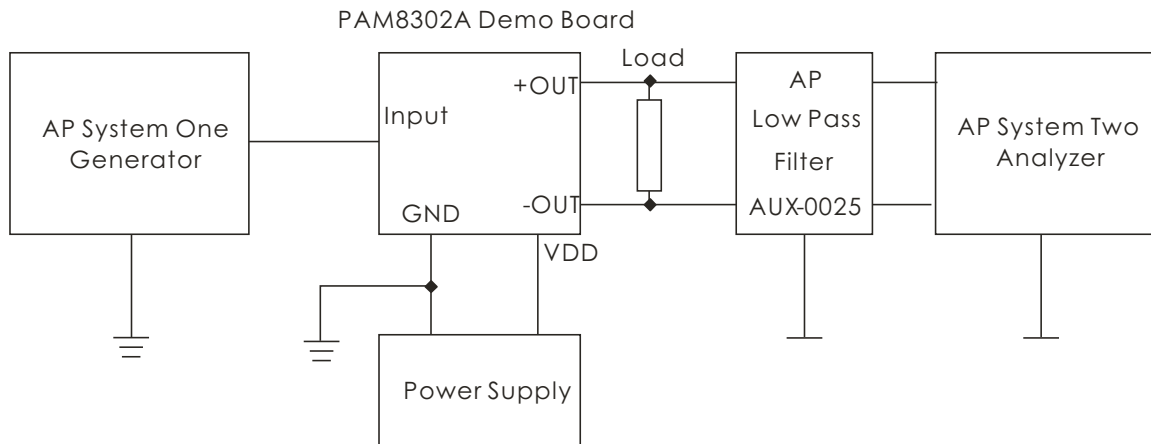 PAM8302A Demo Board
Load
AP System One
Generator
Input
+OUT
-OUT
GND
VDD
AP
Low Pass
Filter
AUX-0025
AP System Two
Analyzer
Power Supply